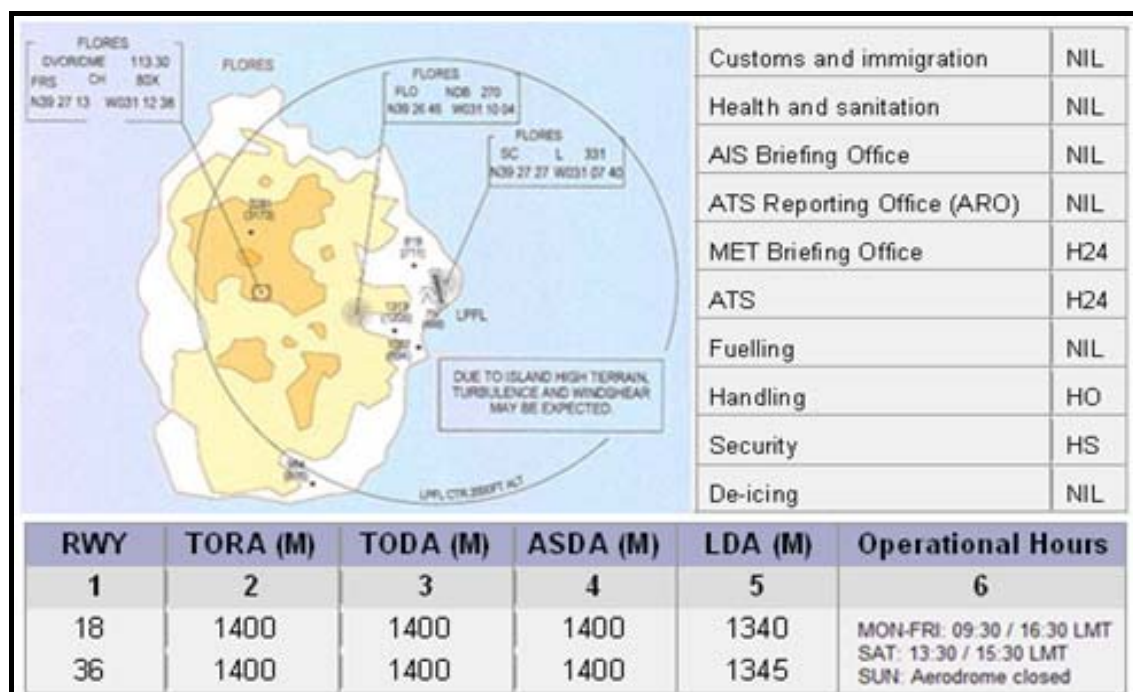 FLORES
DVOR/DME 113.30
FRS CH 80X
N39 27 13 W031 12 38
FLORES
FLORES
FLO NDB 270
N39 26 46 W031 10 04
FLORES
SC L 331
N39 27 27 W031 07 40
LPFL
DUE TO ISLAND HIGH TERRAIN,
TURBULENCE AND WINDSHEAR
MAY BE EXPECTED.
Customs and immigration NIL
Health and sanitation NIL
AIS Briefing Office NIL
ATS Reporting Office (ARO) NIL
MET Briefing Office H24
ATS H24
Fuelling NIL
Handling HO
Security HS
De-icing NIL
RWY TORA (M) TODA (M) ASDA (M) LDA (M) Operational Hours
1 2 3 4 5 6
18 1400 1400 1400 1340 MON-FRI: 09:30 / 16:30 LMT
SAT: 13:30 / 15:30 LMT
36 1400 1400 1400 1345 SUN: Aerodrome closed